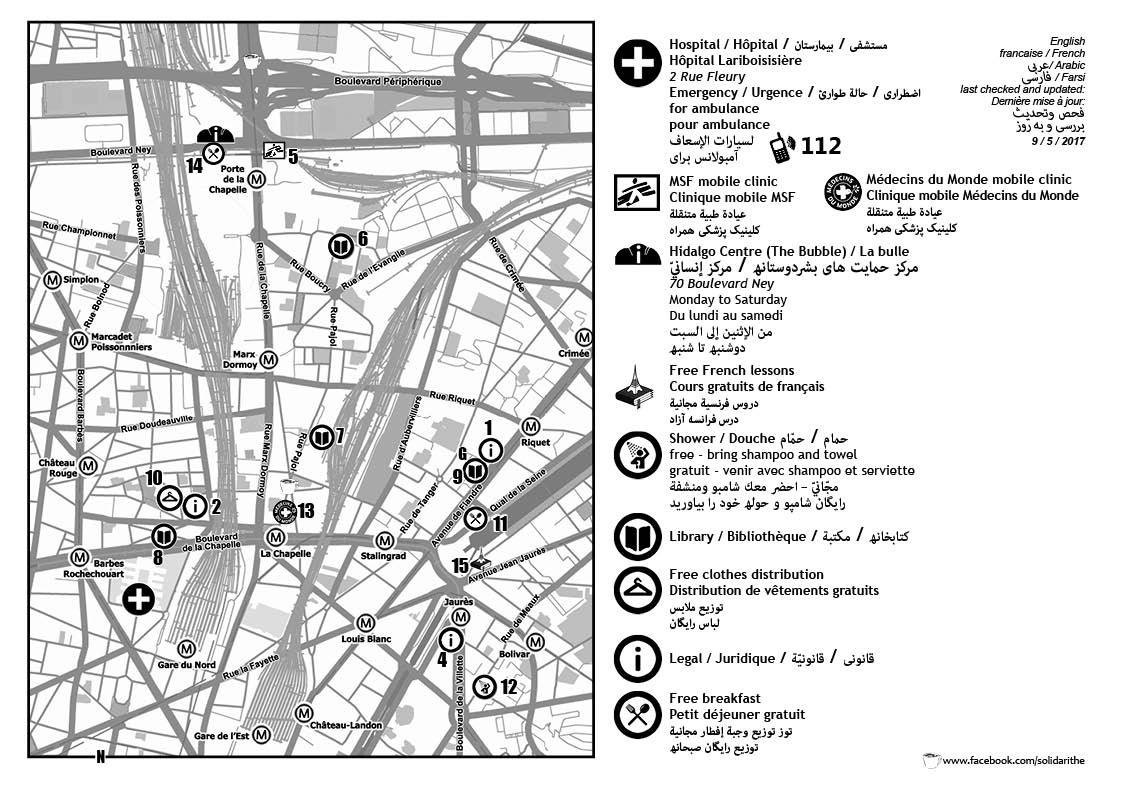 Boulevard Périphérique
Boulevard Ney
14
5
Porte
de la
Chapelle
Rue des Poissonniers
Rue Championnet
6
Rue Boucry
Rue de l'Evangile
Rue de la Chapelle
Rue de Crimée
Simplon
Rue Boinod
Rue Pajol
Marcadet
Poissonnniers
Marx
Dormoy
Crimée
Boulevard Barbès
Rue Riquet
Rue Doudeauville
Rue d'Aubervilliers
1
Riquet
7
G
9
Château
Rouge
Rue Marx Dormoy
Rue Pajol
10
2
13
Rue de Tanger
Avenue de Flandre
Quai de la Seine
11
8
Boulevard
de la Chapelle
La Chapelle
Stalingrad
Barbes
Rochechouart
15
Avenue Jean Jaurès
Jaurès
Rue de Meaux
Louis Blanc
4
Bolivar
Gare du Nord
Rue la Fayette
12
Boulevard de la Villette
Château-Landon
Gare de l'Est
N
Hospital / Hôpital / بیمارستان / مستشفى
Hôpital Lariboisisière
2 Rue Fleury
Emergency / Urgence / حالة طوارئ / اضطراری
for ambulance
pour ambulance
لسيارات الإسعاف
آمبولانس برای
112
English
francaise / French
عربي / Arabic
فارسی / Farsi
last checked and updated:
Dernière mise à jour:
فحص وتحديث
بررسی و به روز
9 / 5 / 2017
MSF mobile clinic
Clinique mobile MSF
عيادة طبية متنقلة
کلینیک پزشکی همراه
MÉDECINS DU MONDE
Médecins du Monde mobile clinic
Clinique mobile Médecins du Monde
عيادة طبية متنقلة
کلینیک پزشکی همراه
Hidalgo Centre (The Bubble) / La bulle
مرکز حمایت های بشردوستانه / مركز إنسانيّ
70 Boulevard Ney
Monday to Saturday
Du lundi au samedi
من الإثنين إلى السبت
دوشنبه تا شنبه
Free French lessons
Cours gratuits de français
دروس فرنسية مجانية
درس فرانسه آزاد
Shower / Douche حمّام / حمام
free - bring shampoo and towel
gratuit - venir avec shampoo et serviette
مجّانيّ - احضر معك شامبو ومنشفة
رایگان شامپو و حوله خود را بیاورید
Library / Bibliothèque / مكتبة / کتابخانه
Free clothes distribution
Distribution de vêtements gratuits
توزيع ملابس
لباس رایگان
Legal / Juridique / قانونيّة / قانونی
Free breakfast
Petit déjeuner gratuit
توز توزيع وجبة إفطار مجانية
توزیع رایگان صبحانه
www.facebook.com/solidarithe